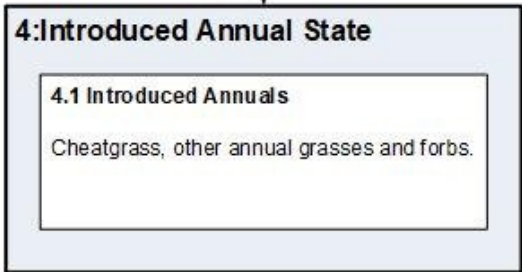 4:Introduced Annual State
4.1 Introduced Annuals
Cheatgrass, other annual grasses and forbs.